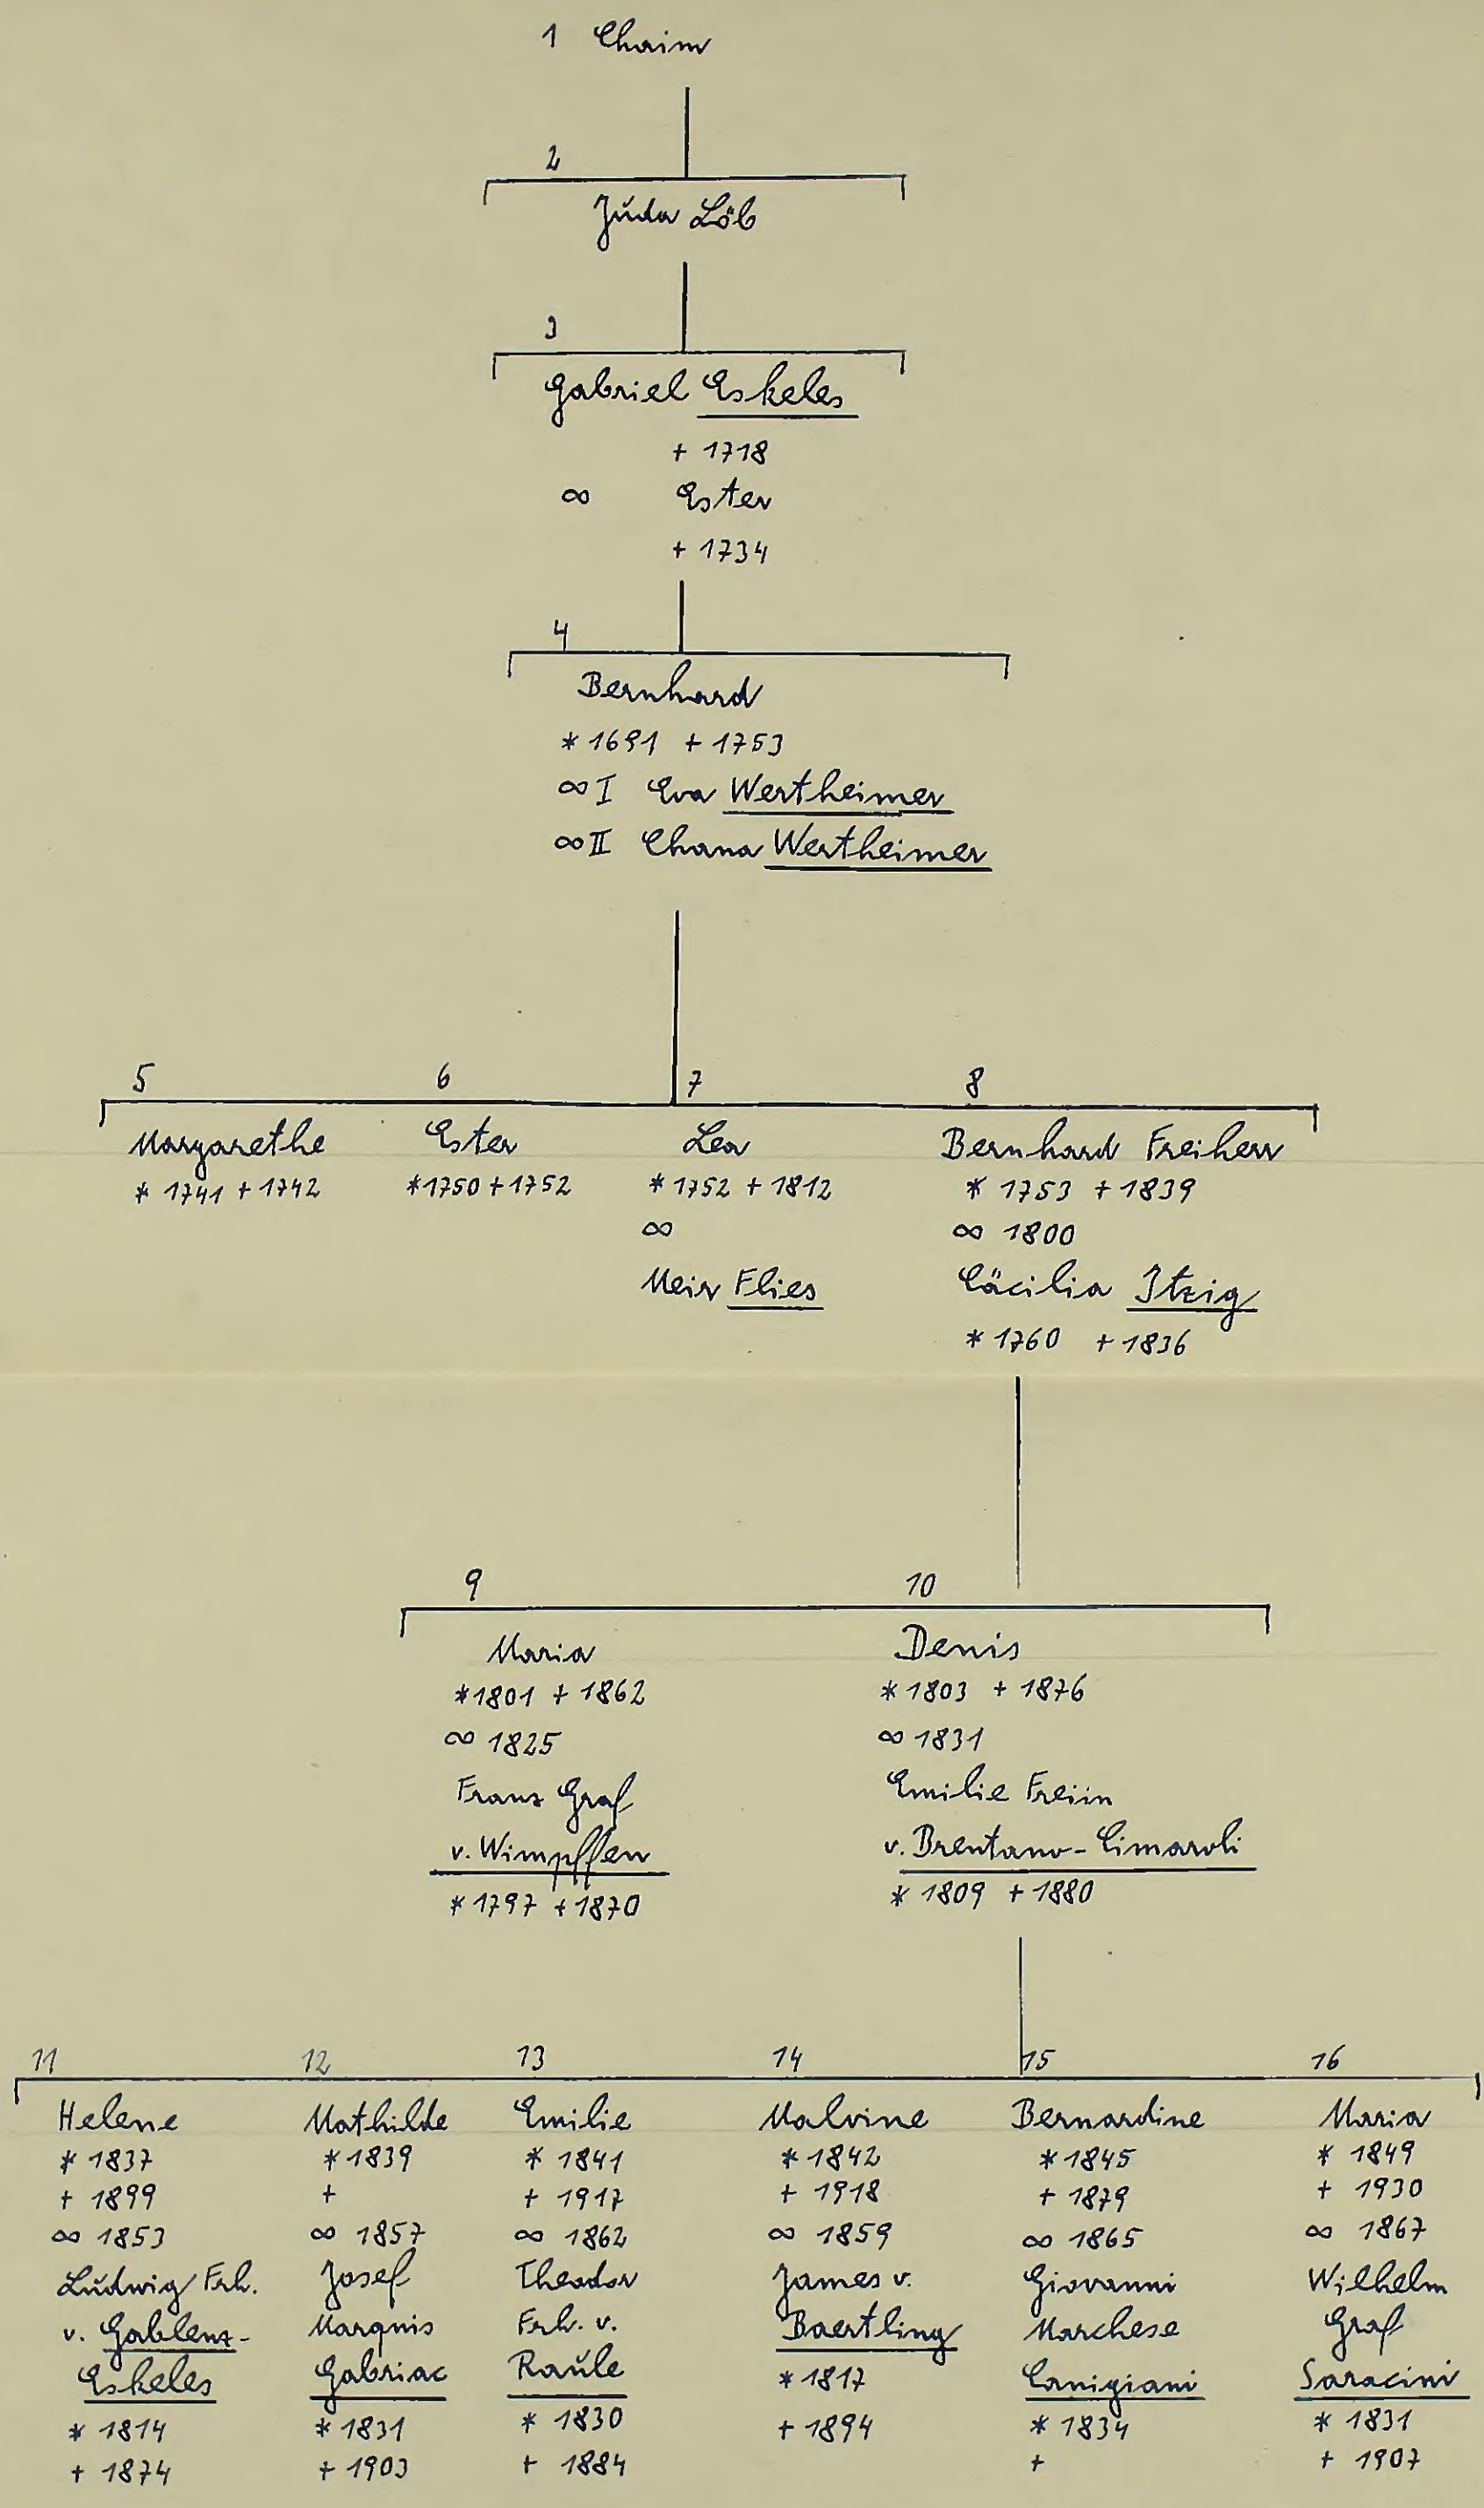 1 Chaim
2
Juda Löb
3
Gabriel Eskeles
+ 1718
∞ Ester
+ 1734
4
Bernhard
* 1691 + 1753
∞ I Eva Wertheimer
∞ II Chana Wertheimer
5 6 7 8
Margarethe Ester Lea Bernhard Freiherr
* 1741 + 1742 * 1750 + 1752 * 1752 + 1812 * 1753 + 1839
∞ ∞ 1800
Meir Flies Cäcilia Itzig
* 1760 + 1836
9 10
Maria Denis
* 1801 + 1862 * 1803 + 1876
∞ 1825 ∞ 1831
Franz Graf Emilie Freiin
v. Wimpffen v. Brentano-Cimaroli
* 1797 + 1870 * 1809 + 1880
11 12 13 14 15 16
Helene Mathilde Emilie Malvine Bernardine Maria
* 1837 * 1839 * 1841 * 1842 * 1845 * 1849
+ 1899 + + 1917 + 1918 + 1879 + 1930
∞ 1853 ∞ 1857 ∞ 1862 ∞ 1859 ∞ 1865 ∞ 1867
Ludwig Frh. Josef Theodor James v. Giovanni Wilhelm
v. Gablenz- Marquis Frh. v. Baertling Marchese Graf
Eskeles Gabriac Raule * 1817 Canigiani Saracini
* 1814 * 1831 * 1830 + 1894 * 1834 * 1831
+ 1874 + 1903 + 1884 + + 1907